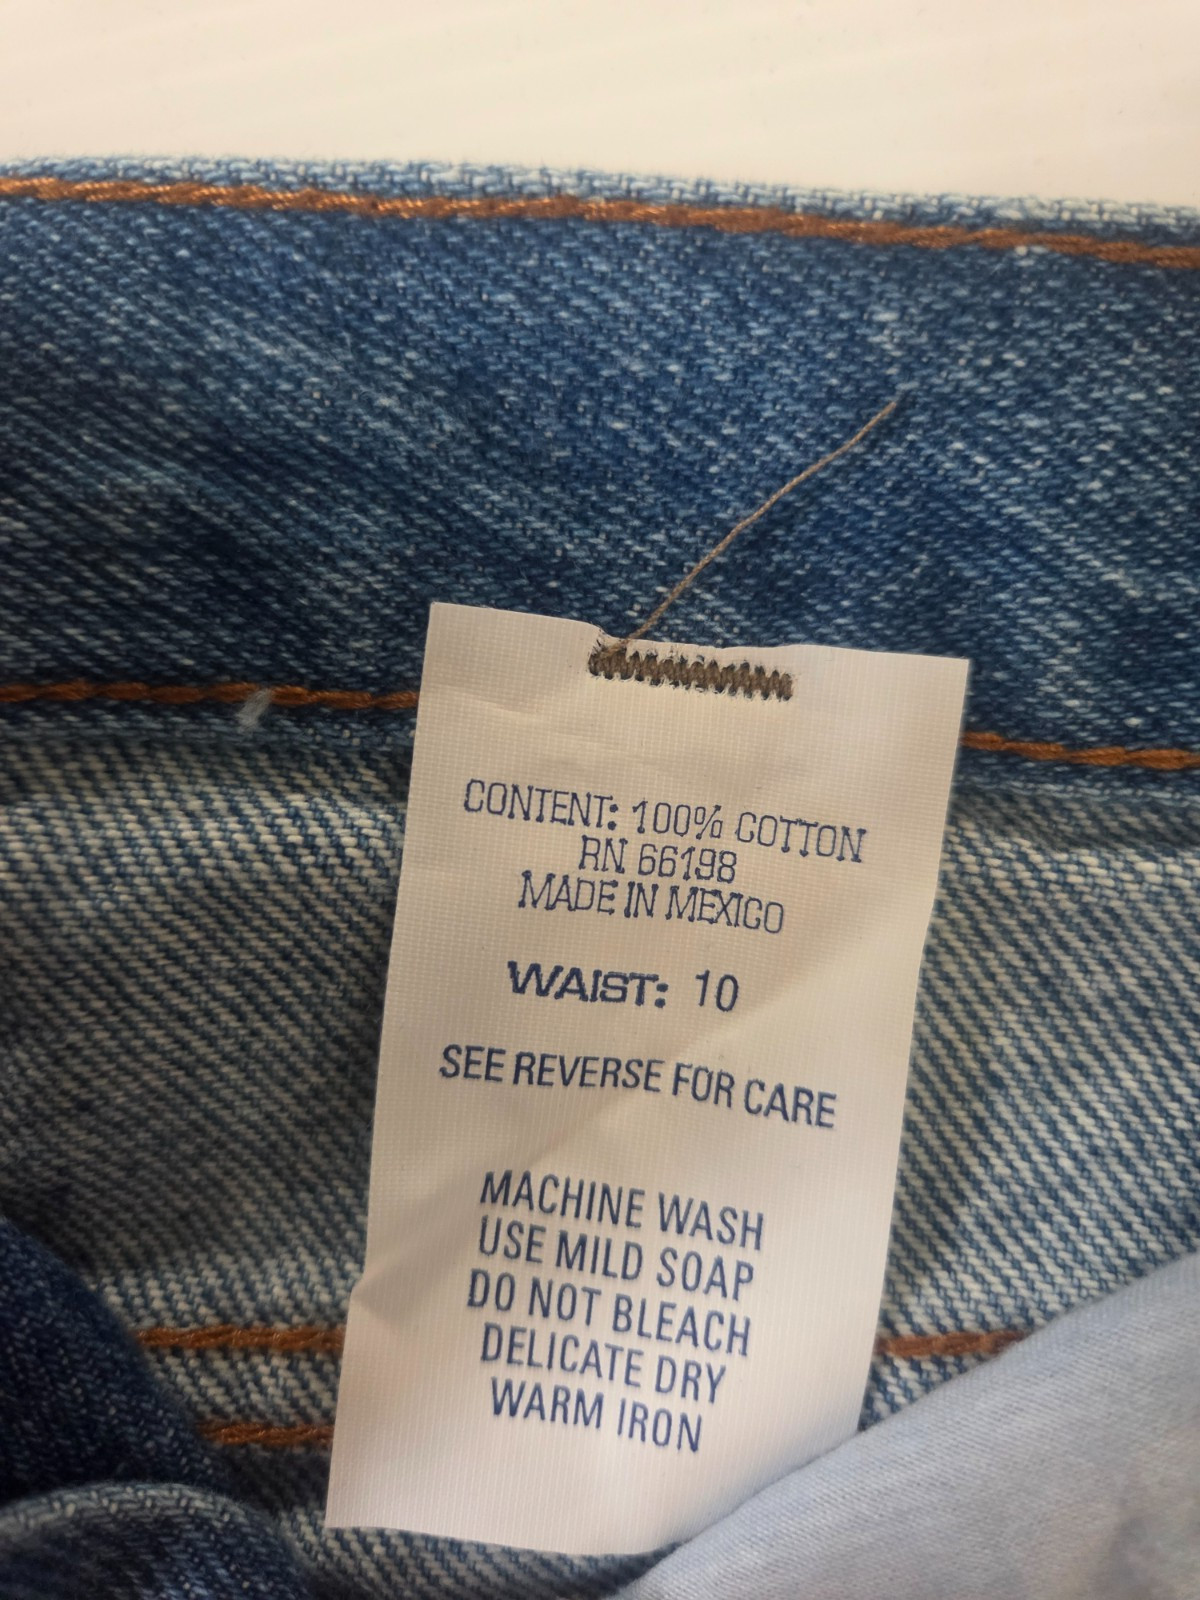 CONTENT: 100% COTTON
RN 66198
MADE IN MEXICO
WAIST: 10
SEE REVERSE FOR CARE
MACHINE WASH
USE MILD SOAP
DO NOT BLEACH
DELICATE DRY
WARM IRON